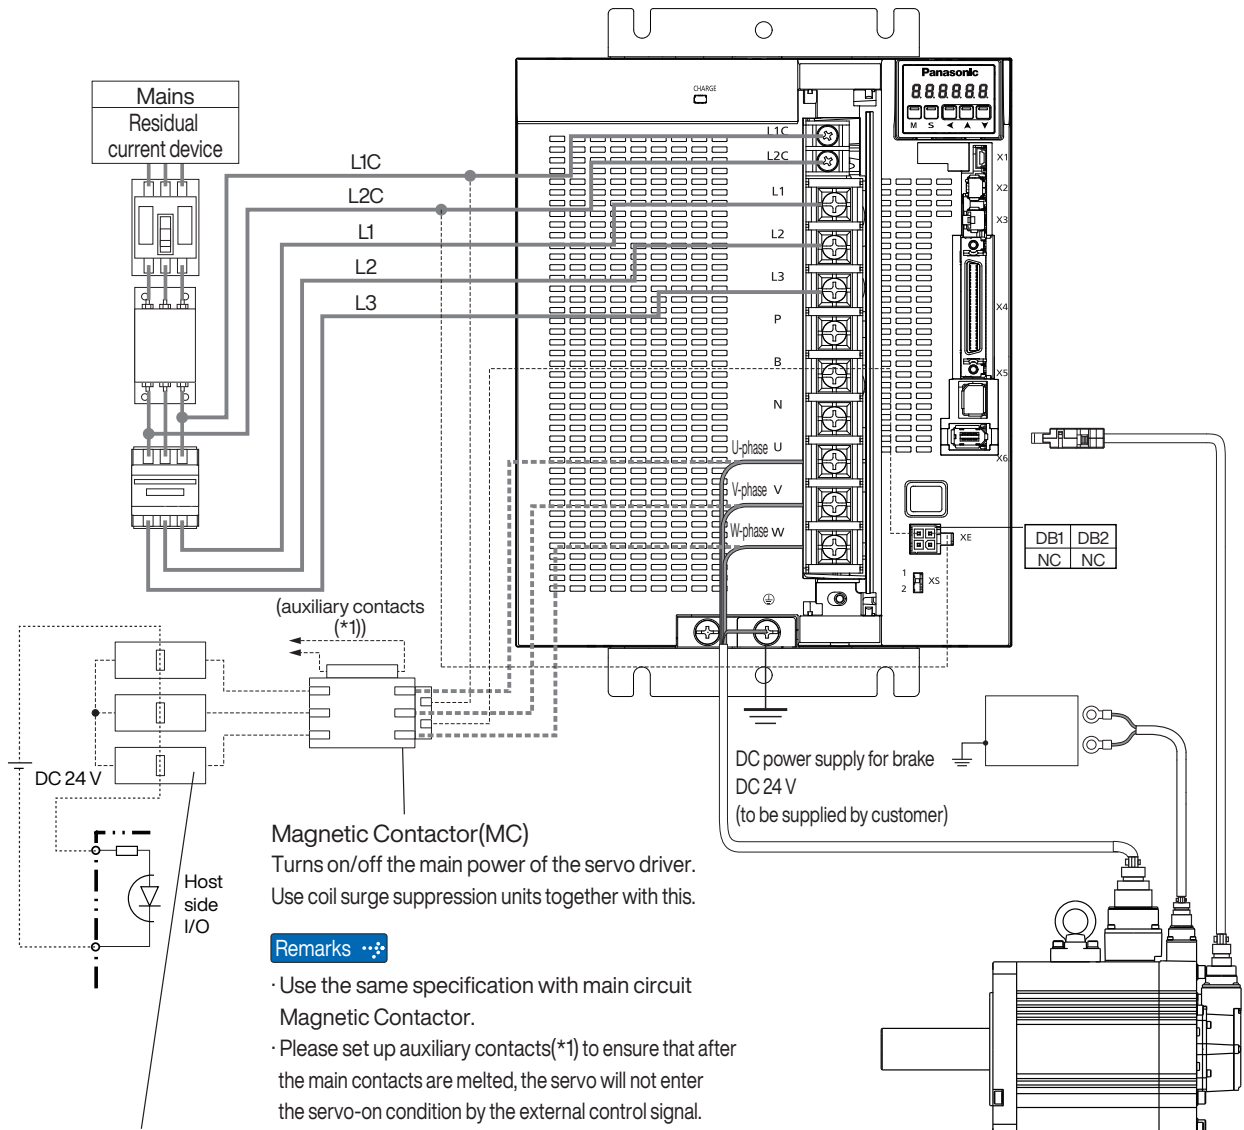 Mains
Residual
current device
L1C
L2C
L1
L2
L3
CHARGE
L1C
L2C
L1
L2
L3
P
B
N
U-phase U
V-phase V
W-phase W
Panasonic
8.8.8.8.8.8.
M S
X1
X2
X3
X4
X5
X6
XE
1
2
XS
DB1 DB2
NC NC
(auxiliary contacts
(*1))
DC 24 V
Host
side
I/O
DC power supply for brake
DC 24 V
(to be supplied by customer)
Magnetic Contactor(MC)
Turns on/off the main power of the servo driver.
Use coil surge suppression units together with this.
Remarks
· Use the same specification with main circuit
Magnetic Contactor.
· Please set up auxiliary contacts(*1) to ensure that after
the main contacts are melted, the servo will not enter
the servo-on condition by the external control signal.